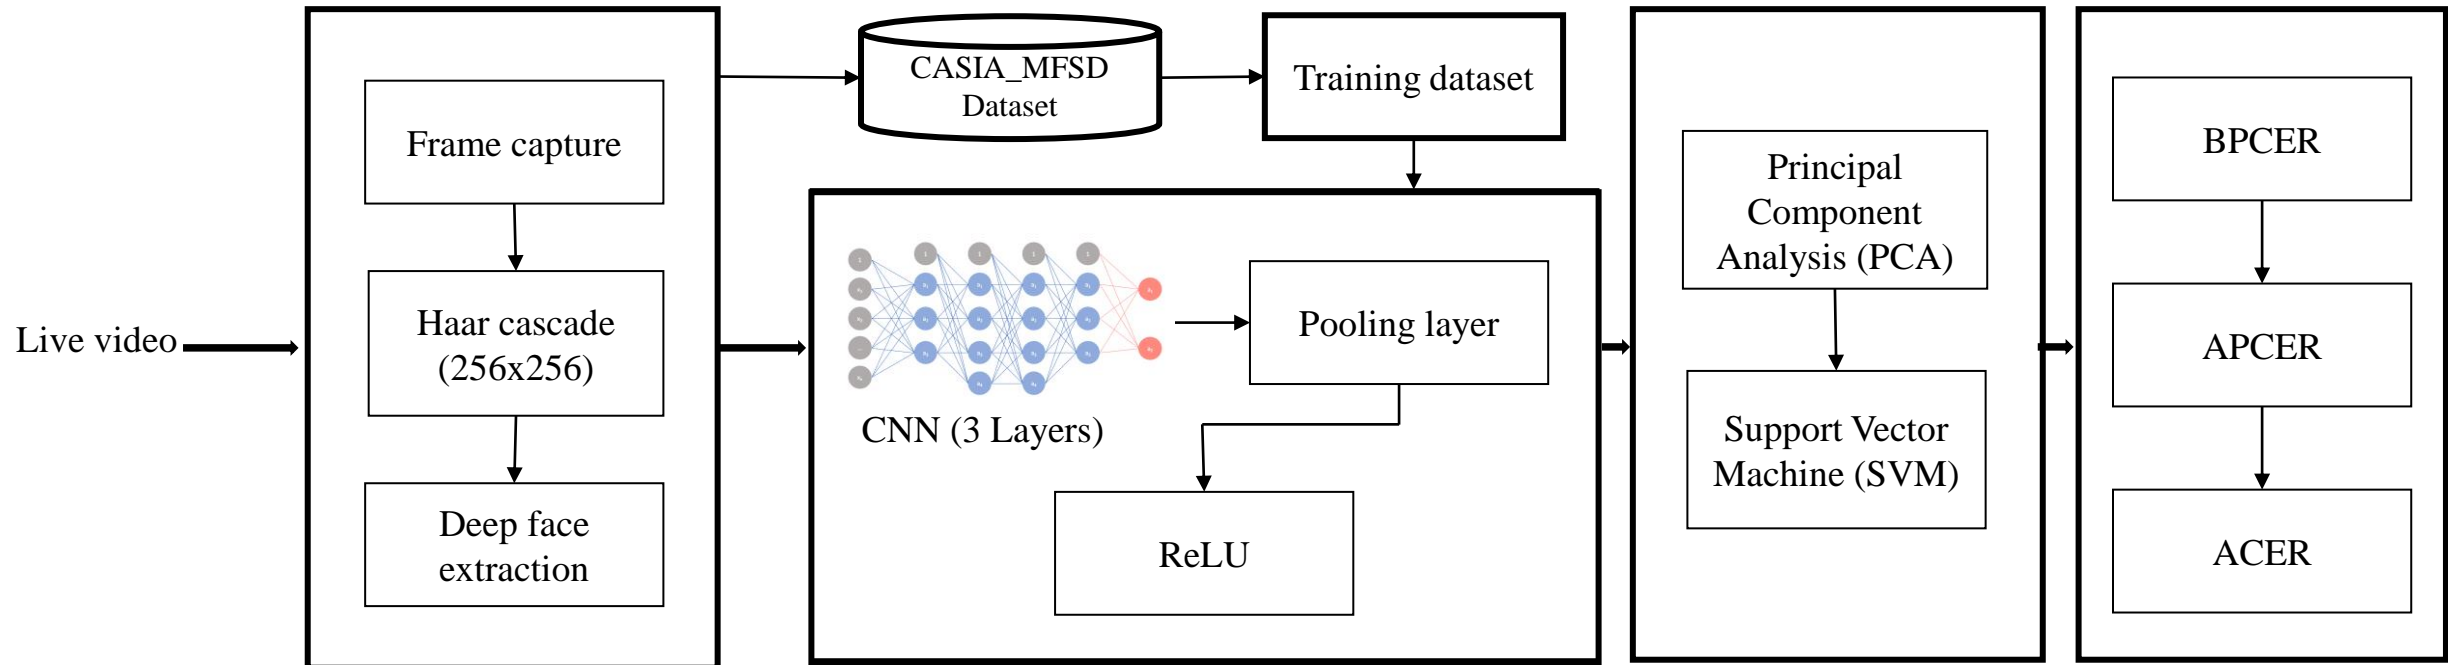 Live video
Frame capture
Haar cascade
(256x256)
Deep face
extraction
CASIA_MFSD
Dataset
Training dataset
CNN (3 Layers)
Pooling layer
ReLU
Principal
Component
Analysis (PCA)
Support Vector
Machine (SVM)
BPCER
APCER
ACER